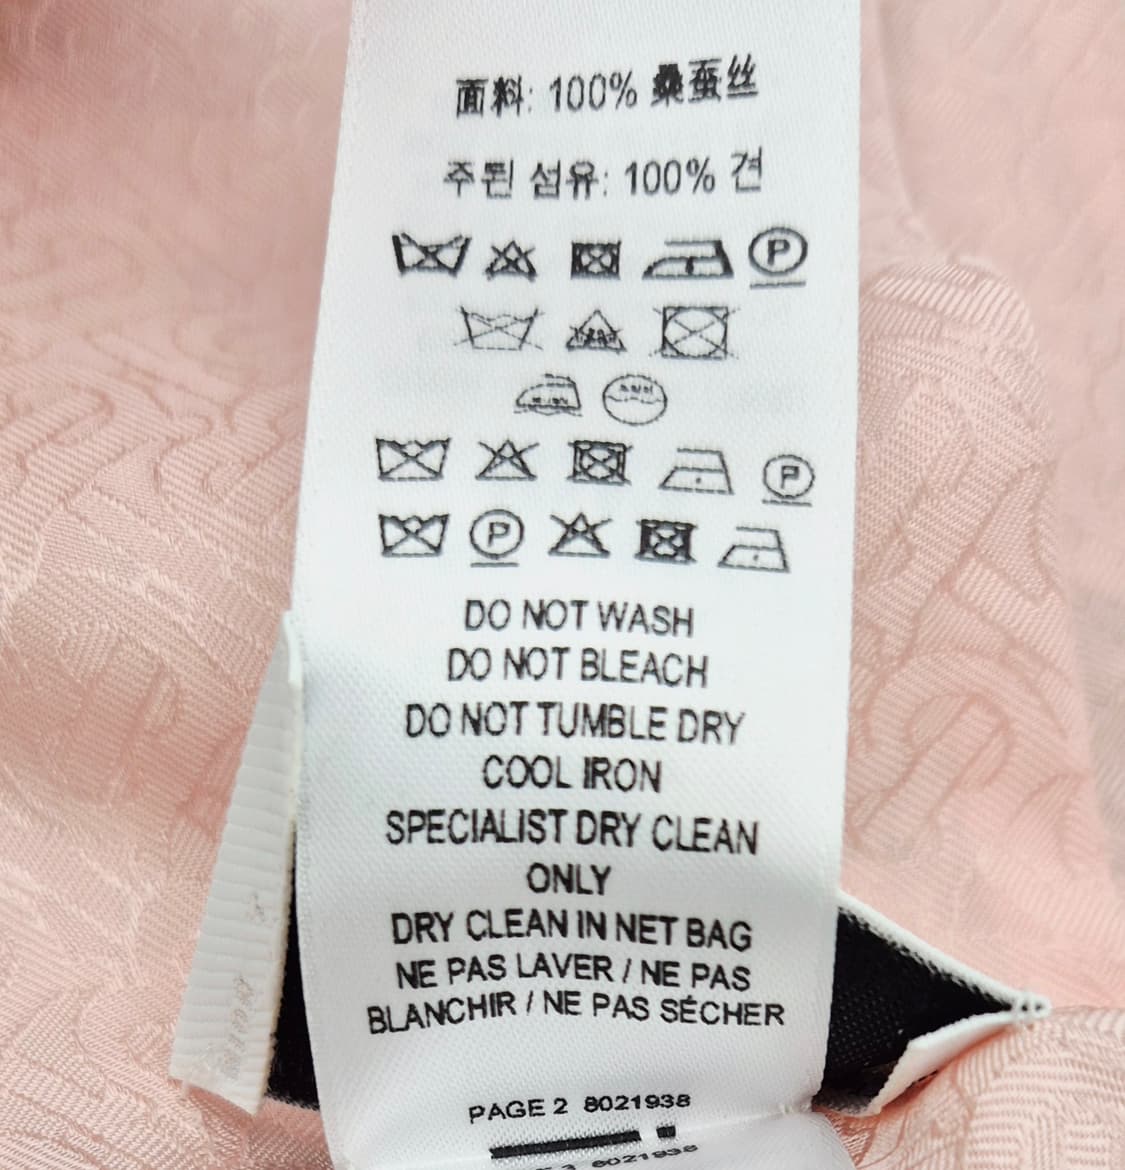 面料: 100% 桑蚕丝
주된 섬유: 100% 견
P
P
P
DO NOT WASH
DO NOT BLEACH
DO NOT TUMBLE DRY
COOL IRON
SPECIALIST DRY CLEAN
ONLY
DRY CLEAN IN NET BAG
NE PAS LAVER / NE PAS
BLANCHIR / NE PAS SÉCHER
PAGE 2 8021938
8021938